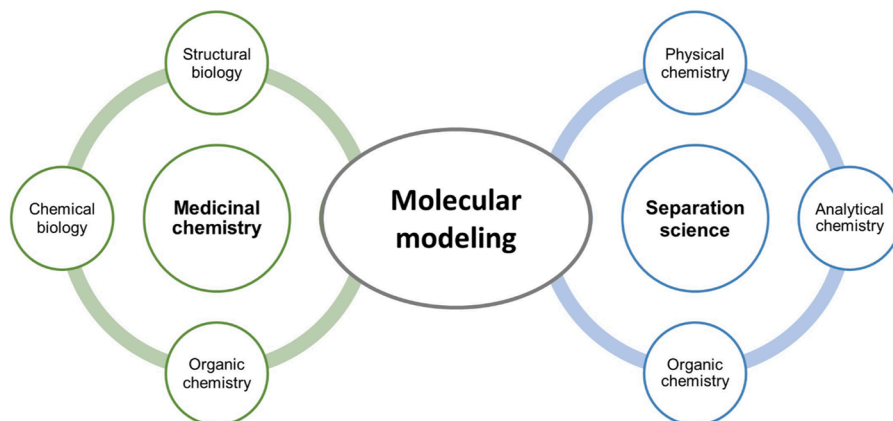 Structural
biology
Chemical
biology
Medicinal
chemistry
Organic
chemistry
Molecular
modeling
Physical
chemistry
Separation
science
Analytical
chemistry
Organic
chemistry